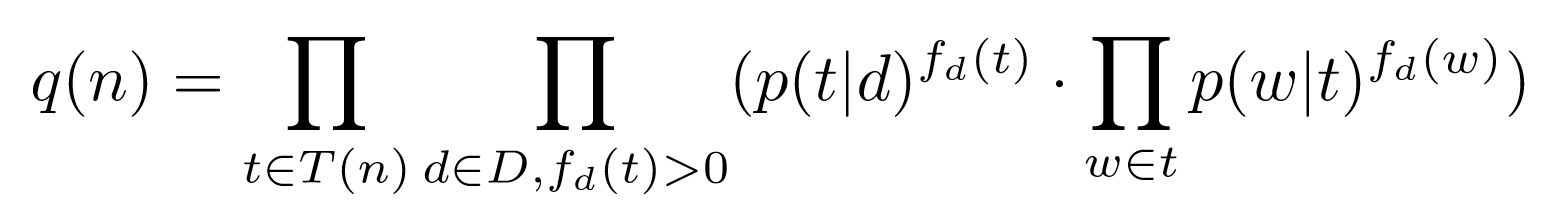 q(n) = ∏_{t∈T(n)} ∏_{d∈D,f_d(t)>0} (p(t|d)^{f_d(t)} · ∏_{w∈t} p(w|t)^{f_d(w)})